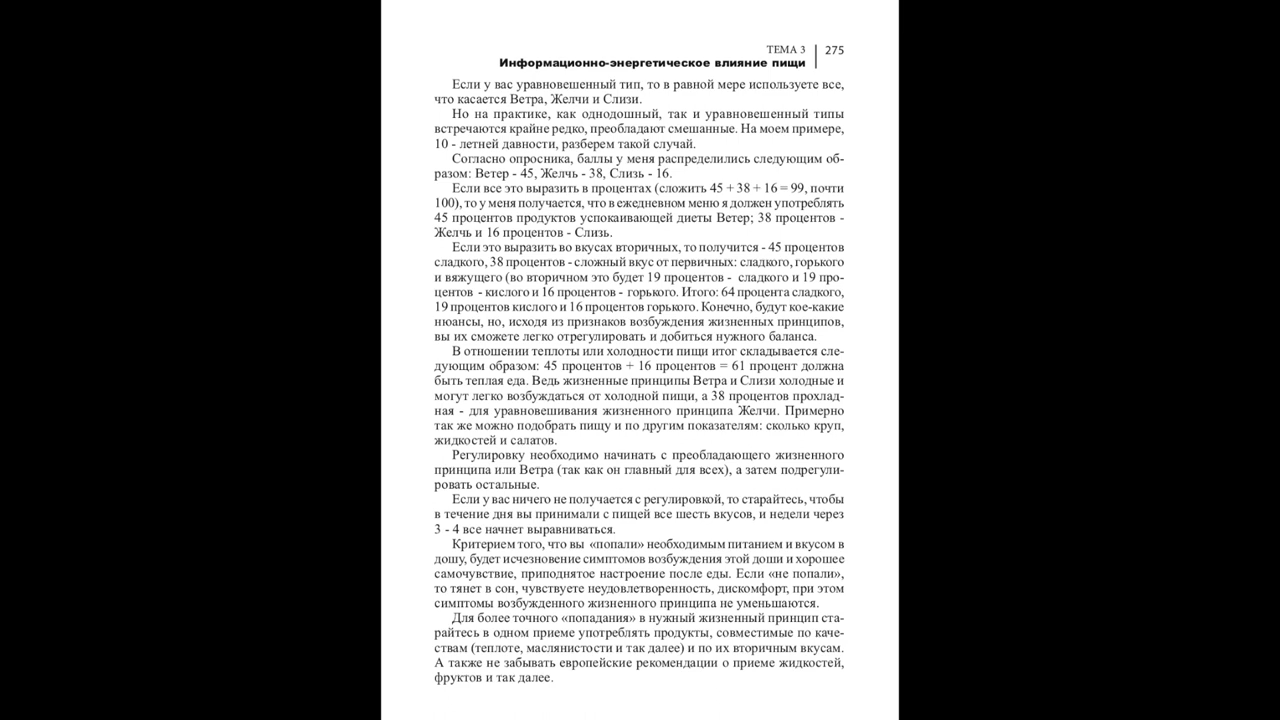 ТЕМА 3 275
Информационно-энергетическое влияние пищи
Если у вас уравновешенный тип, то в равной мере используете все,
что касается Ветра, Желчи и Слизи.
Но на практике, как однодошный, так и уравновешенный типы
встречаются крайне редко, преобладают смешанные. На моем примере,
10 - летней давности, разберем такой случай.
Согласно опросника, баллы у меня распределились следующим об-
разом: Ветер - 45, Желчь - 38, Слизь - 16.
Если все это выразить в процентах (сложить 45 + 38 + 16 = 99, почти
100), то у меня получается, что в ежедневном меню я должен употреблять
45 процентов продуктов успокаивающей диеты Ветер; 38 процентов -
Желчь и 16 процентов - Слизь.
Если это выразить во вкусах вторичных, то получится - 45 процентов
сладкого, 38 процентов - сложный вкус от первичных: сладкого, горького
и вяжущего (во вторичном это будет 19 процентов - сладкого и 19 про-
центов - кислого и 16 процентов - горького. Итого: 64 процента сладкого,
19 процентов кислого и 16 процентов горького. Конечно, будут кое-какие
нюансы, но, исходя из признаков возбуждения жизненных принципов,
вы их сможете легко отрегулировать и добиться нужного баланса.
В отношении теплоты или холодности пищи итог складывается сле-
дующим образом: 45 процентов + 16 процентов = 61 процент должна
быть теплая еда. Ведь жизненные принципы Ветра и Слизи холодные и
могут легко возбуждаться от холодной пищи, а 38 процентов прохлад-
ная - для уравновешивания жизненного принципа Желчи. Примерно
так же можно подобрать пищу и по другим показателям: сколько круп,
жидкостей и салатов.
Регулировку необходимо начинать с преобладающего жизненного
принципа или Ветра (так как он главный для всех), а затем подрегули-
ровать остальные.
Если у вас ничего не получается с регулировкой, то старайтесь, чтобы
в течение дня вы принимали с пищей все шесть вкусов, и недели через
3 - 4 все начнет выравниваться.
Критерием того, что вы «попали» необходимым питанием и вкусом в
дошу, будет исчезновение симптомов возбуждения этой доши и хорошее
самочувствие, приподнятое настроение после еды. Если «не попали»,
то тянет в сон, чувствуете неудовлетворенность, дискомфорт, при этом
симптомы возбужденного жизненного принципа не уменьшаются.
Для более точного «попадания» в нужный жизненный принцип ста-
райтесь в одном приеме употреблять продукты, совместимые по каче-
ствам (теплоте, маслянистости и так далее) и по их вторичным вкусам.
А также не забывать европейские рекомендации о приеме жидкостей,
фруктов и так далее.